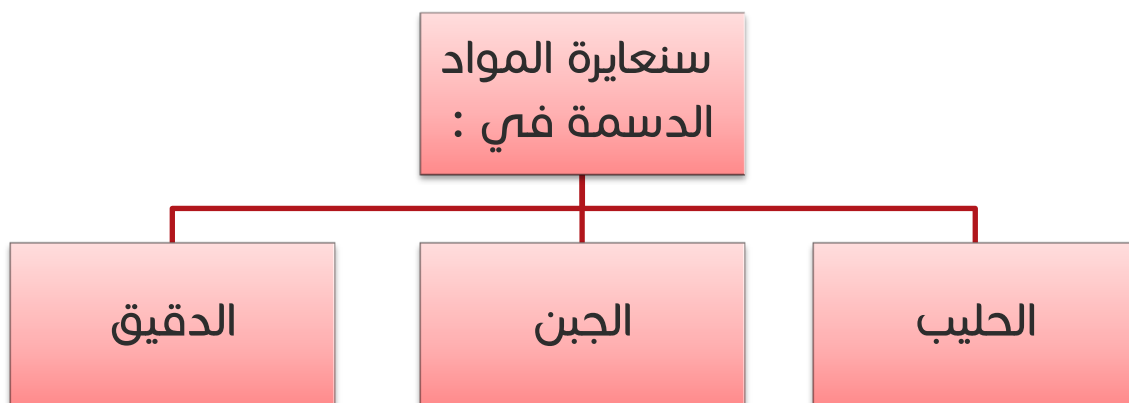 سنعايرة المواد
الدسمة في :
الحليب
الجبن
الدقيق